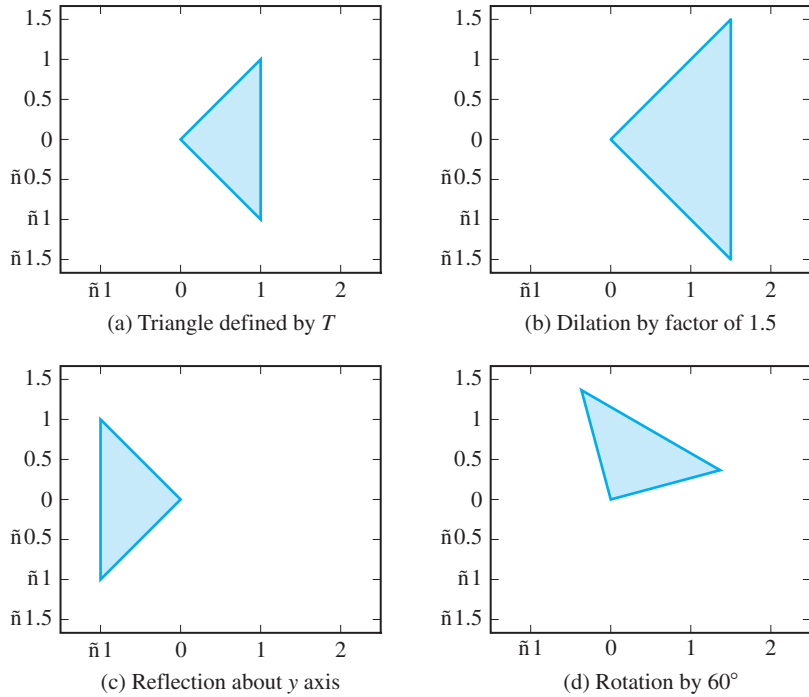 1.5
1
0.5
0
ñ0.5
ñ1
ñ1.5
ñ1 0 1 2
(a) Triangle defined by T
1.5
1
0.5
0
ñ0.5
ñ1
ñ1.5
ñ1 0 1 2
(b) Dilation by factor of 1.5
1.5
1
0.5
0
ñ0.5
ñ1
ñ1.5
ñ1 0 1 2
(c) Reflection about y axis
1.5
1
0.5
0
ñ0.5
ñ1
ñ1.5
ñ1 0 1 2
(d) Rotation by 60°